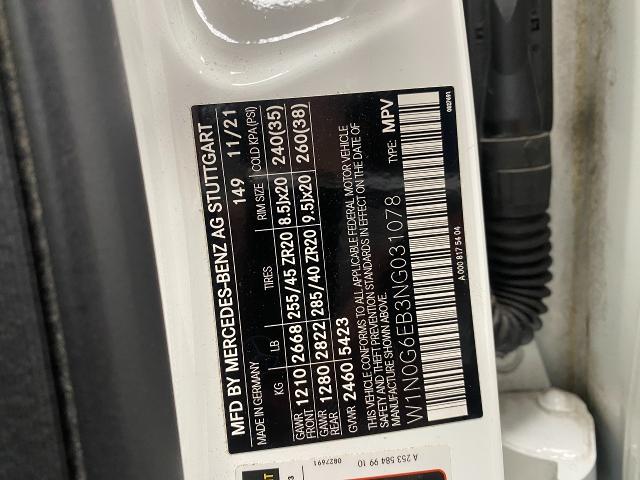 MFD BY MERCEDES-BENZ AG STUTTGART
MADE IN GERMANY 149 11/21
KG LB TIRES RIM SIZE COLD KPA(PSI)
GAWR FRONT 1210 2668 255/45 ZR20 8.5Jx20 240(35)
GAWR REAR 1280 2822 285/40 ZR20 9.5Jx20 260(38)
GVWR 2460 5423
THIS VEHICLE CONFORMS TO ALL APPLICABLE FEDERAL MOTOR VEHICLE
SAFETY AND THEFT PREVENTION STANDARDS IN EFFECT ON THE DATE OF
MANUFACTURE SHOWN ABOVE. TYPE: MPV
W1N0G6EB3NG031078
A 000 817 54 04
0827691
A 253 584 99 10
0827691